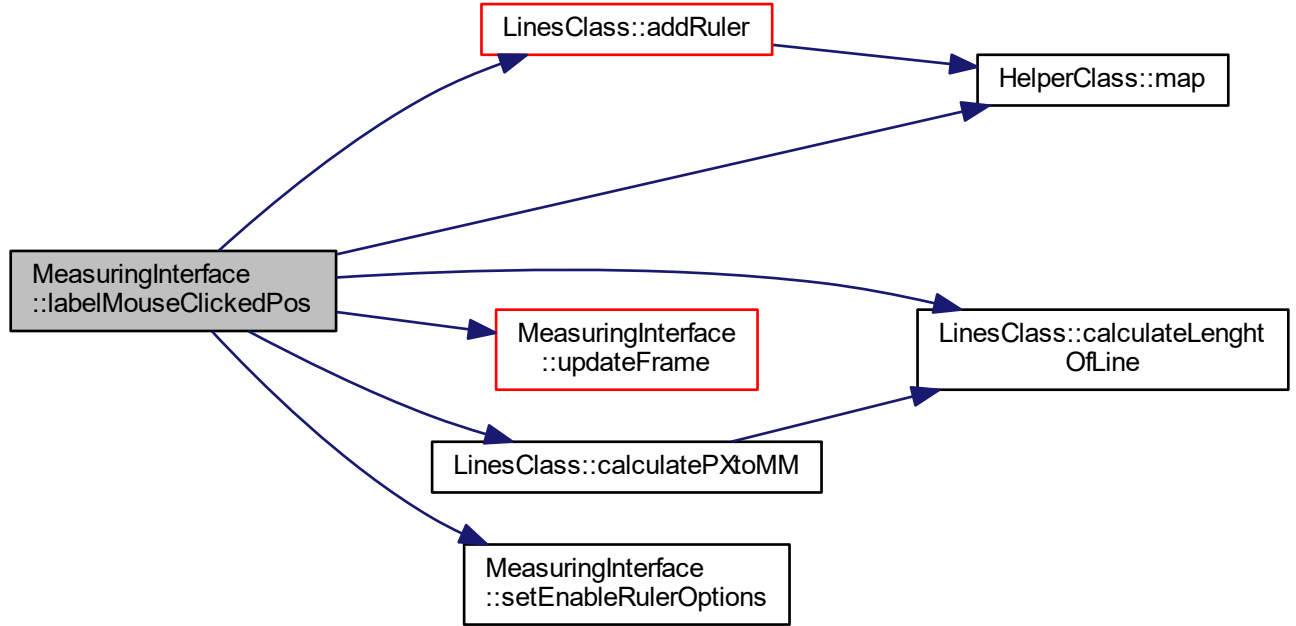 LinesClass::addRuler
HelperClass::map
MeasuringInterface
::labelMouseClickedPos
MeasuringInterface
::updateFrame
LinesClass::calculateLenght
OfLine
LinesClass::calculatePXtoMM
MeasuringInterface
::setEnableRulerOptions